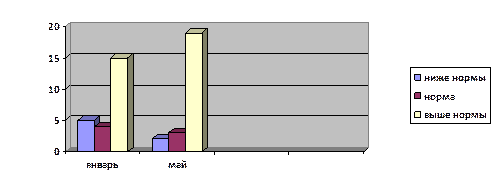 20
15
10
5
0
январь
май
ниже нормы
норма
выше нормы